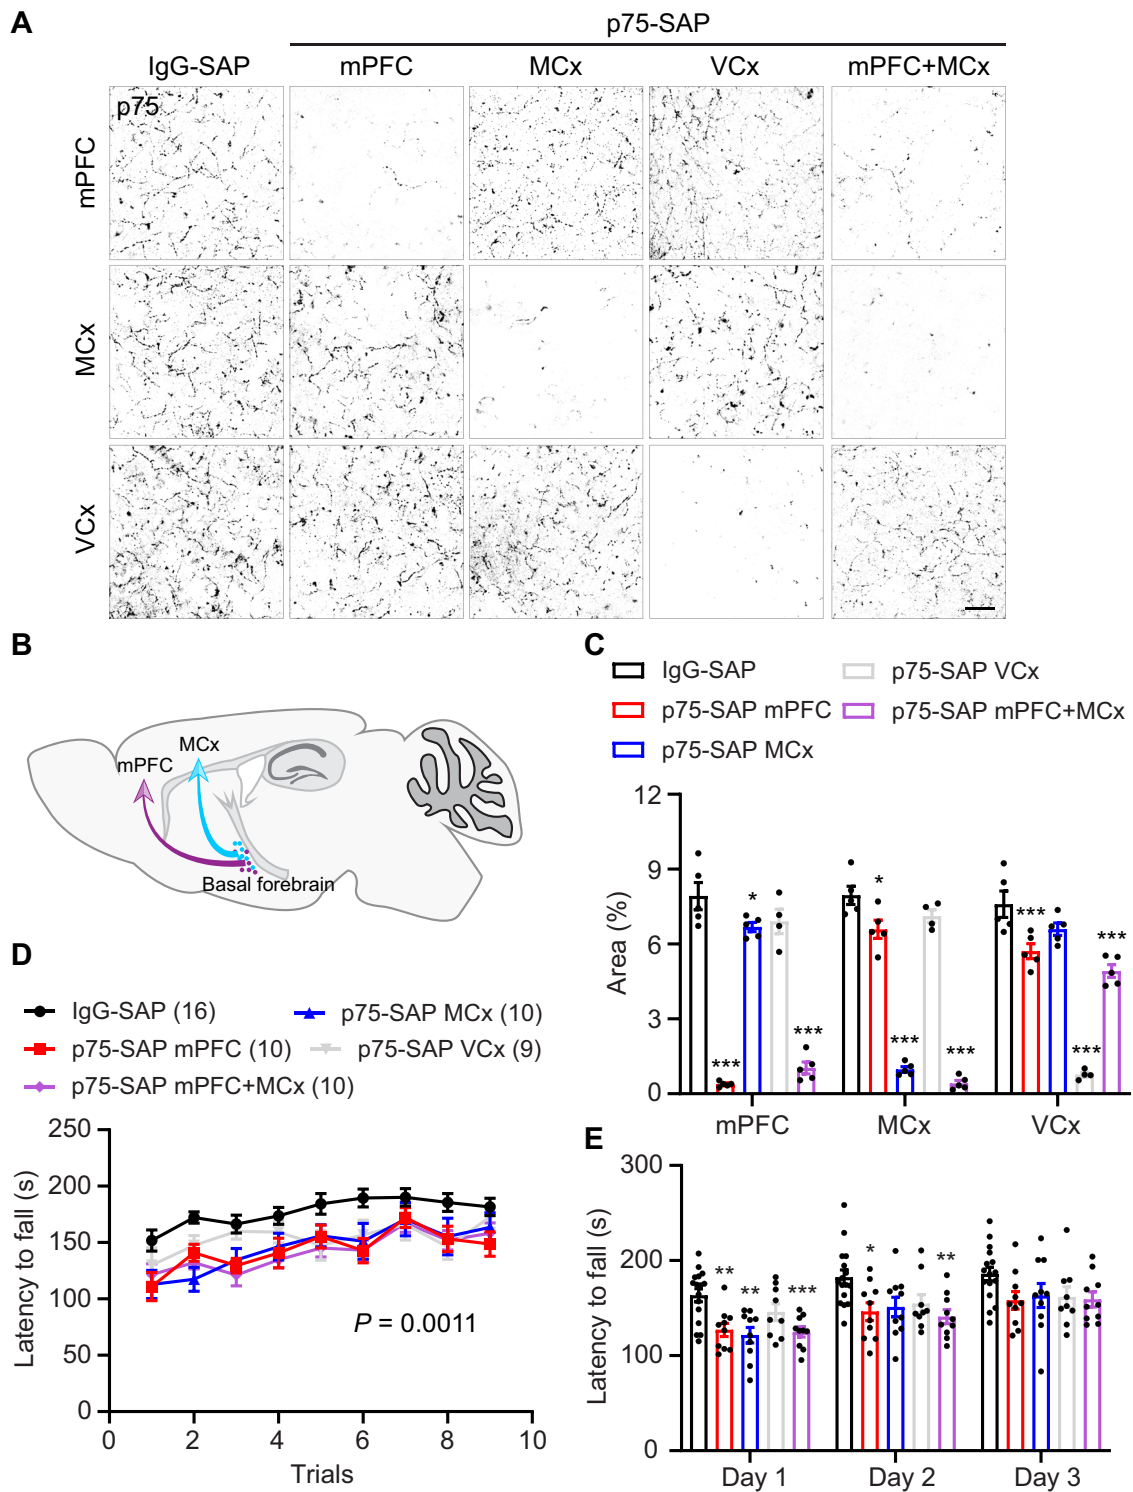 A
p75-SAP
IgG-SAP mPFC MCx VCx mPFC+MCx
p75
mPFC
MCx
VCx
B
MCx
mPFC
Basal forebrain
C
IgG-SAP p75-SAP VCx
p75-SAP mPFC p75-SAP mPFC+MCx
p75-SAP MCx
Area (%)
12
9
6
3
0
*
*
***
***
***
***
***
***
***
mPFC MCx VCx
D
IgG-SAP (16) p75-SAP MCx (10)
p75-SAP mPFC (10) p75-SAP VCx (9)
p75-SAP mPFC+MCx (10)
Latency to fall (s)
250
200
150
100
50
0
P = 0.0011
0 2 4 6 8 10
Trials
E
Latency to fall (s)
300
200
100
0
** ** ***
* **
Day 1 Day 2 Day 3